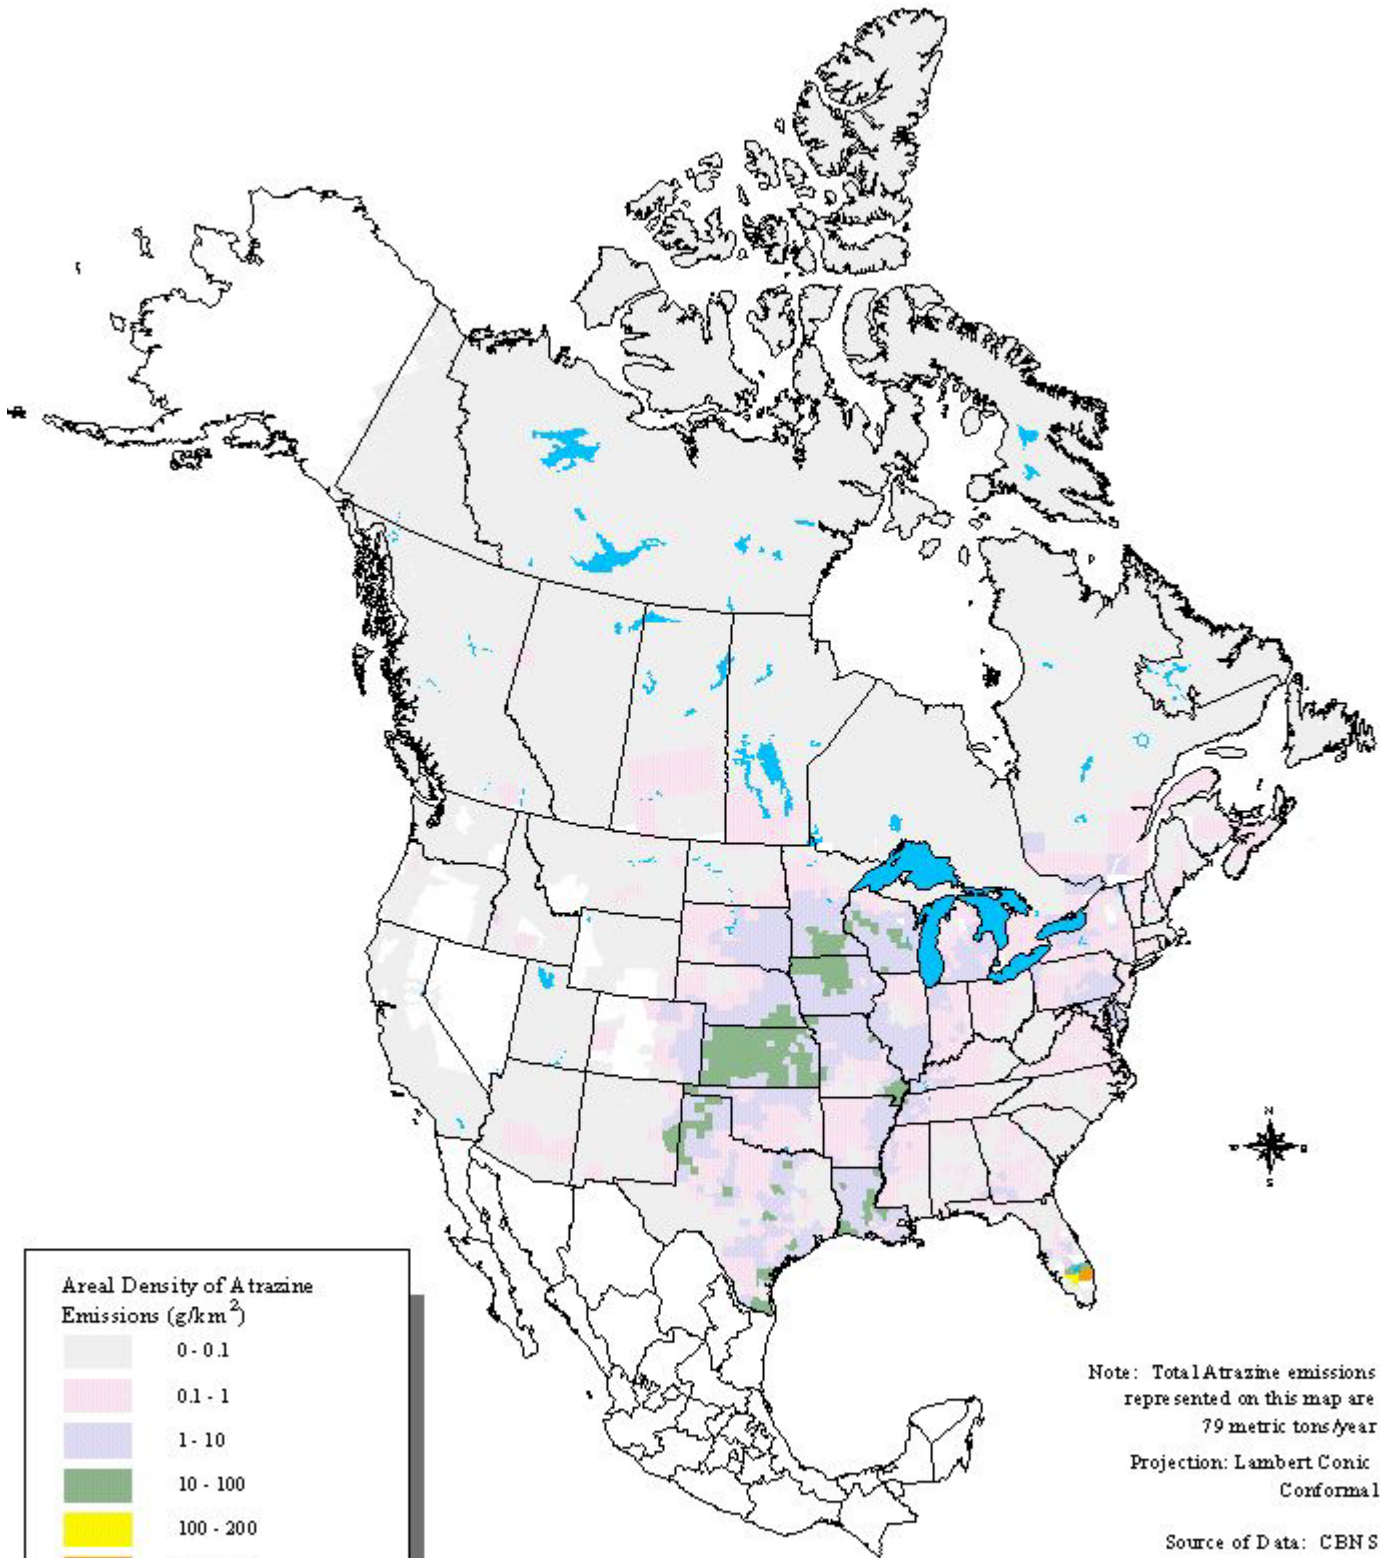 Areal Density of Atrazine
Emissions (g/km²)
0 - 0.1
0.1 - 1
1 - 10
10 - 100
100 - 200
N
S
Note: Total Atrazine emissions
represented on this map are
79 metric tons/year
Projection: Lambert Conic
Conformal
Source of Data: CBNS